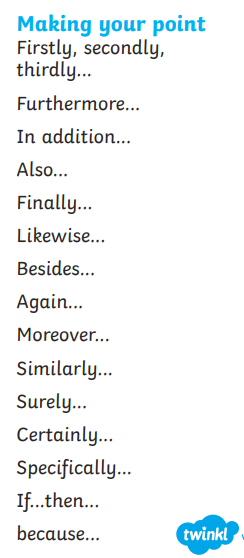 Making your point
Firstly, secondly,
thirdly...
Furthermore...
In addition...
Also...
Finally...
Likewise...
Besides...
Again...
Moreover...
Similarly...
Surely...
Certainly...
Specifically...
If...then...
because...
twinkl